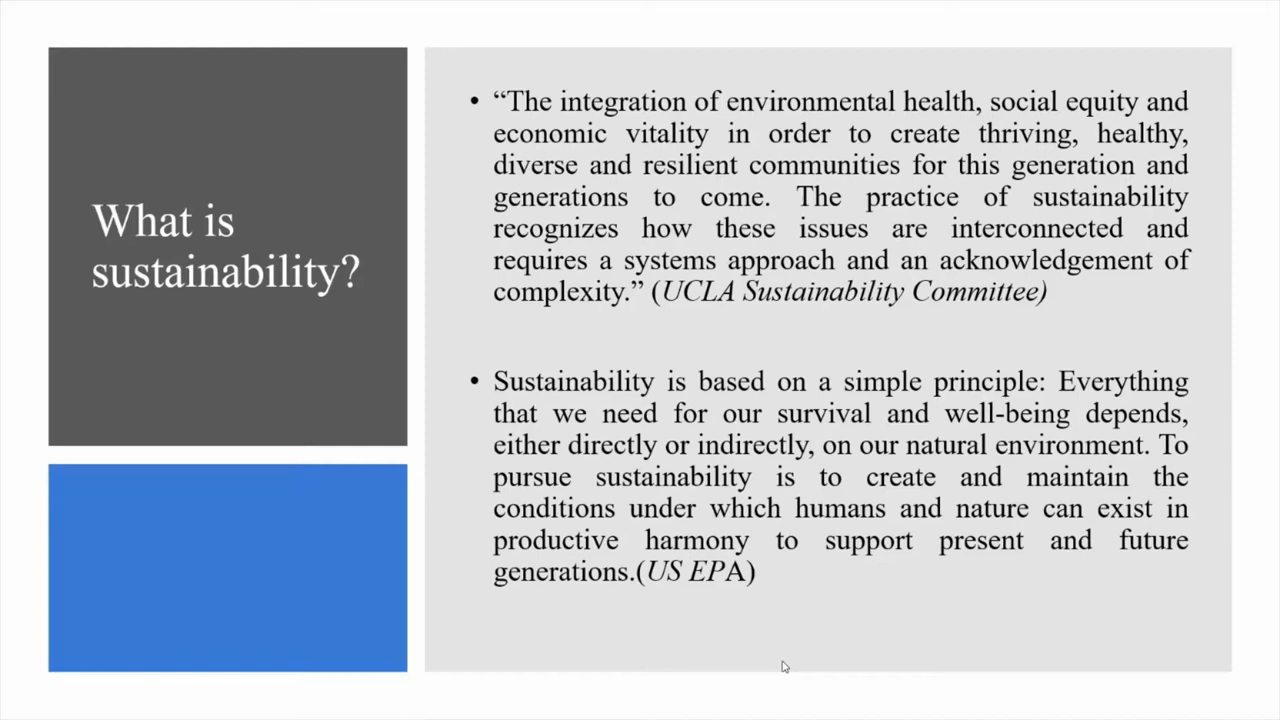 What is
sustainability?
• “The integration of environmental health, social equity and
economic vitality in order to create thriving, healthy,
diverse and resilient communities for this generation and
generations to come. The practice of sustainability
recognizes how these issues are interconnected and
requires a systems approach and an acknowledgement of
complexity.” (UCLA Sustainability Committee)
• Sustainability is based on a simple principle: Everything
that we need for our survival and well-being depends,
either directly or indirectly, on our natural environment. To
pursue sustainability is to create and maintain the
conditions under which humans and nature can exist in
productive harmony to support present and future
generations.(US EPA)